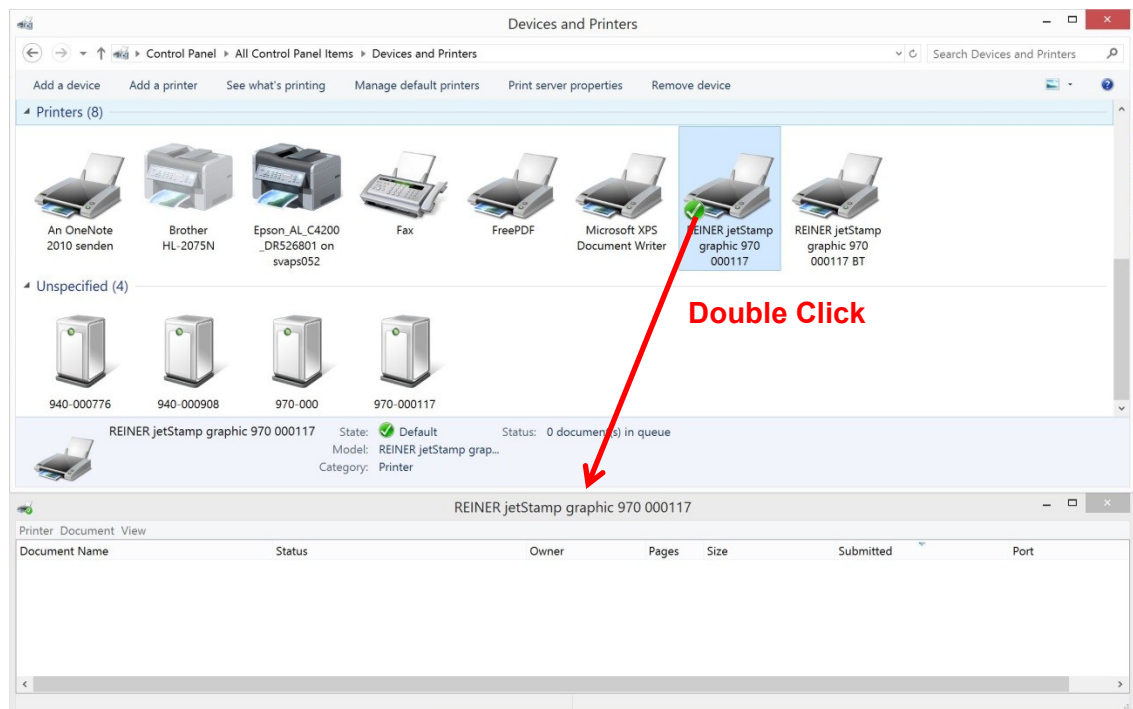 Devices and Printers
Control Panel All Control Panel Items Devices and Printers
Search Devices and Printers
Add a device Add a printer See what's printing Manage default printers Print server properties Remove device
Printers (8)
An OneNote 2010 senden
Brother HL-2075N
Epson_AL_C4200 _DR526801 on svaps052
Fax
FreePDF
Microsoft XPS Document Writer
REINER jetStamp graphic 970 000117
REINER jetStamp graphic 970 000117 BT
Unspecified (4)
Double Click
940-000776
940-000908
970-000
970-000117
REINER jetStamp graphic 970 000117 State: Default Status: 0 document(s) in queue
Model: REINER jetStamp grap...
Category: Printer
REINER jetStamp graphic 970 000117
Printer Document View
Document Name Status Owner Pages Size Submitted Port